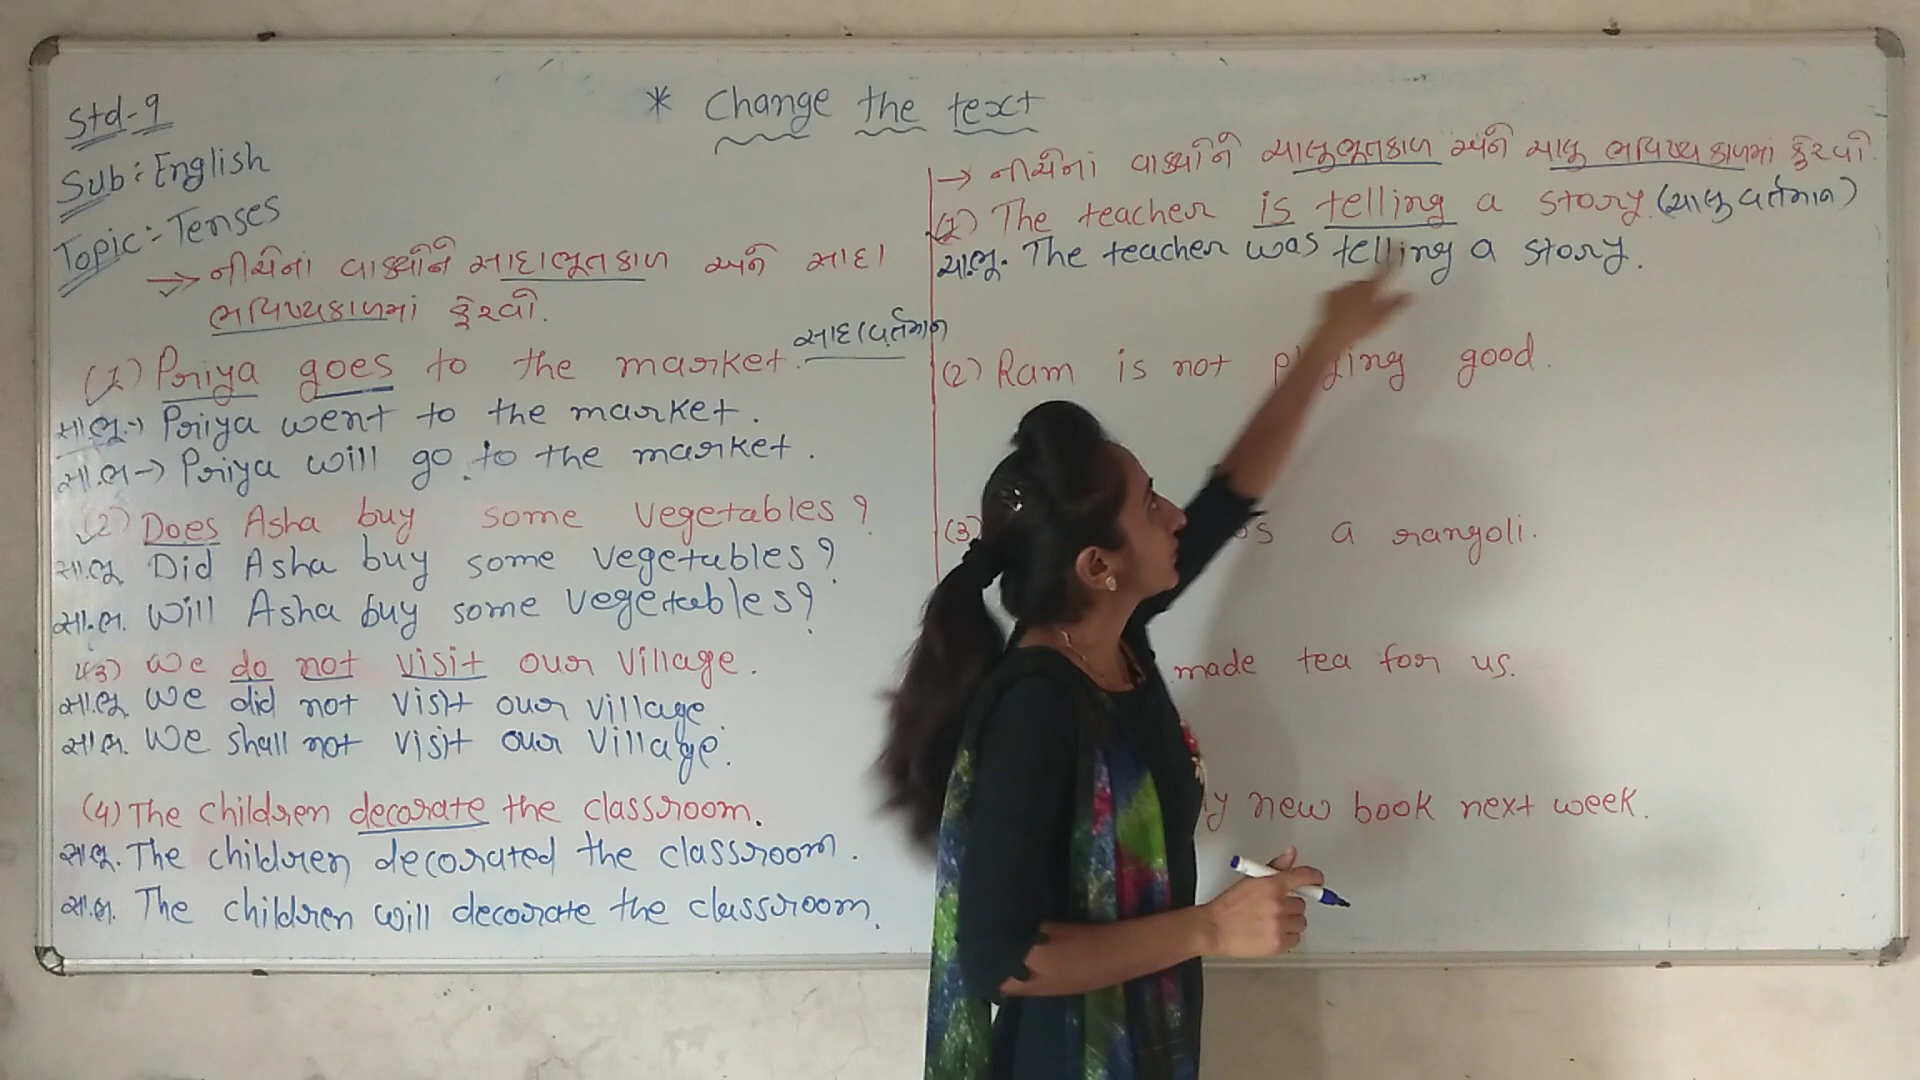 * Change the text
Std-9
Sub: English
Topic:- Tenses
→ નીચેનાં વાક્યોને સાદાભૂતકાળ અને સાદા
ભવિષ્યકાળમાં ફેરવો.
(1) Priya goes to the market. સાદાવર્તમાન
સા.ભૂ.→ Priya went to the market.
સા.ભ→ Priya will go to the market.
(2) Does Asha buy some vegetables?
સા.ભૂ. Did Asha buy some vegetables?
સા.ભ. Will Asha buy some vegetables?
(3) We do not visit our village.
સા.ભૂ. We did not visit our village.
સા.ભ. We shall not visit our village.
(4) The children decorate the classroom.
સા.ભૂ. The children decorated the classroom.
સા.ભ. The children will decorate the classroom.
→ નીચેનાં વાક્યોને ચાલુભૂતકાળ અને ચાલુ ભવિષ્યકાળમાં ફેરવો.
(1) The teacher is telling a story. (ચાલુ વર્તમાન)
ચા.ભૂ. The teacher was telling a story.
(2) Ram is not playing good.
(3) a rangoli.
made tea for us.
new book next week.